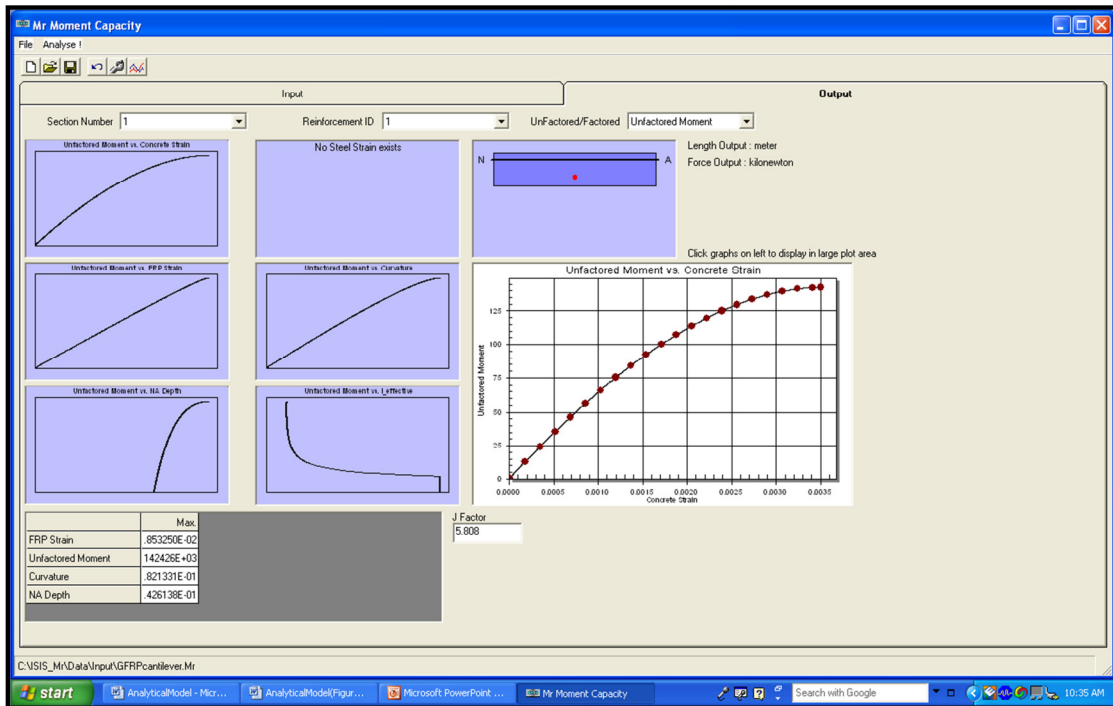 Mr Moment Capacity
File Analyse !
Input
Output
Section Number 1
Reinforcement ID 1
UnFactored/Factored Unfactored Moment
Unfactored Moment vs. Concrete Strain
No Steel Strain exists
N A
Length Output : meter
Force Output : kilonewton
Click graphs on left to display in large plot area
Unfactored Moment vs. FRP Strain
Unfactored Moment vs. Curvature
Unfactored Moment vs. Concrete Strain
Unfactored Moment
125
100
75
50
25
0
0.0000 0.0005 0.0010 0.0015 0.0020 0.0025 0.0030 0.0035
Concrete Strain
Unfactored Moment vs. NA Depth
Unfactored Moment vs. I_effective
Max.
FRP Strain .853250E-02
Unfactored Moment 142426E+03
Curvature .821331E-01
NA Depth .426138E-01
J Factor
5.808
C:\ISIS_Mr\Data\Input\GFRPcantilever.Mr
start
AnalyticalModel - Micr...
AnalyticalModel(Figur...
Microsoft PowerPoint ...
Mr Moment Capacity
Search with Google
10:35 AM